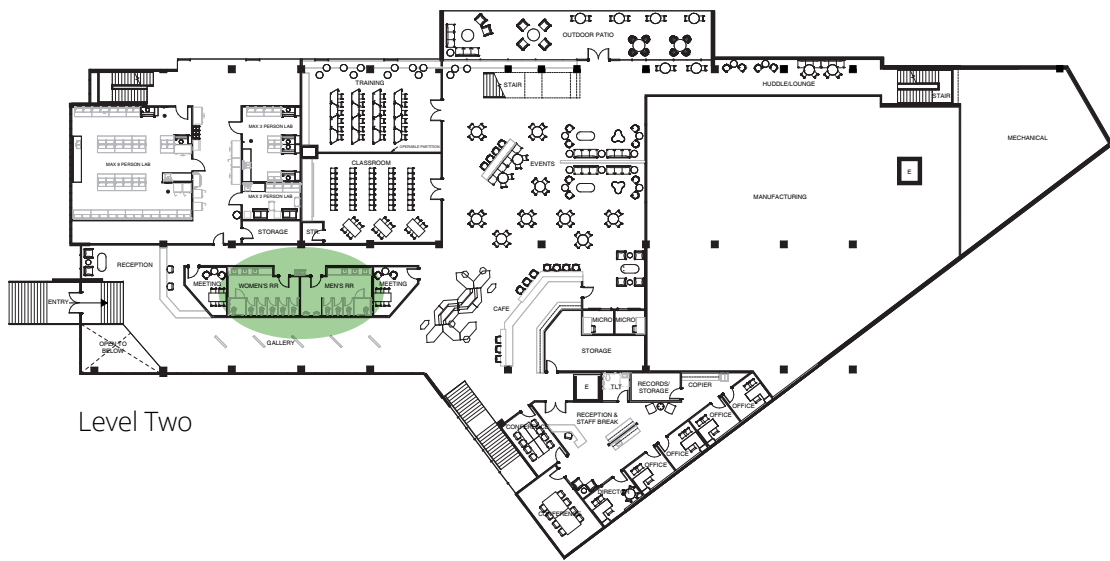 OUTDOOR PATIO
TRAINING
STAIR
HUDDLE/LOUNGE
STAIR
MAX 3 PERSON LAB
OPERABLE PARTITION
MECHANICAL
MAX 8 PERSON LAB
CLASSROOM
EVENTS
E
MAX 2 PERSON LAB
MANUFACTURING
STORAGE
STR.
RECEPTION
MEETING
WOMEN'S RR
MEN'S RR
MEETING
ENTRY
CAFE
MICRO
MICRO
OPEN TO
BELOW
GALLERY
STORAGE
E
TLT
RECORDS/
STORAGE
COPIER
OFFICE
OFFICE
RECEPTION &
STAFF BREAK
Level Two
CONFERENCE
OFFICE
OFFICE
DIRECTOR
CONFERENCE